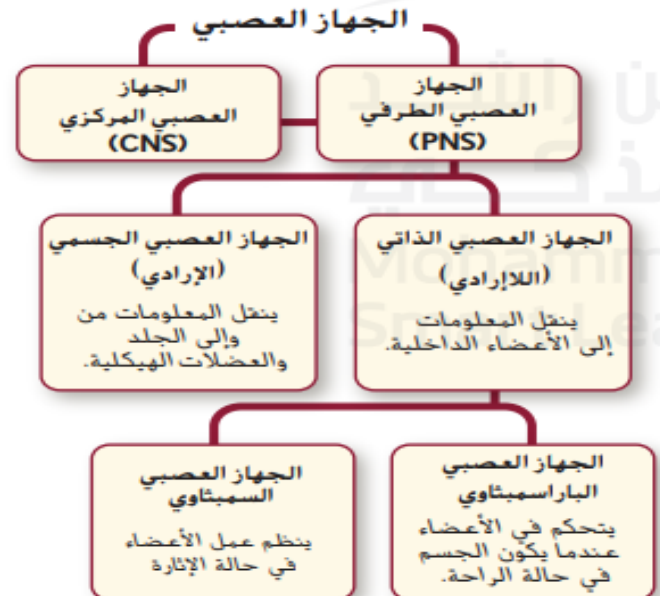 الجهاز العصبي
الجهاز
العصبي الطرفي
(PNS)
الجهاز
العصبي المركزي
(CNS)
الجهاز العصبي الذاتي
(اللاإرادي)
ينقل المعلومات
إلى الأعضاء الداخلية.
الجهاز العصبي الجسمي
(الإرادي)
ينقل المعلومات من
وإلى الجلد
والعضلات الهيكلية.
الجهاز العصبي
الباراسمبثاوي
يتحكم في الأعضاء
عندما يكون الجسم
في حالة الراحة.
الجهاز العصبي
السمبثاوي
ينظم عمل الأعضاء
في حالة الإثارة